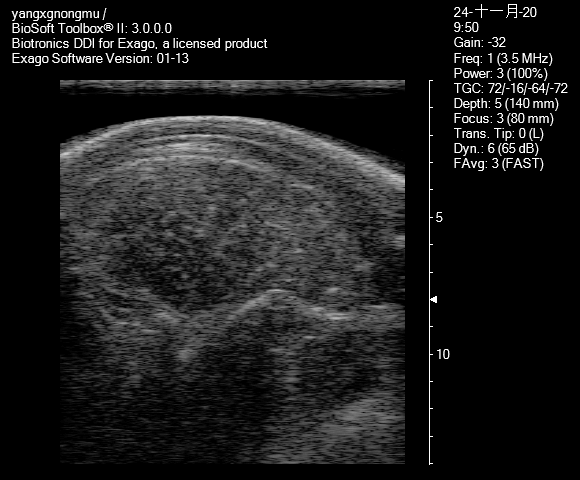 yangxgnongmu /
BioSoft Toolbox® II: 3.0.0.0
Biotronics DDI for Exago, a licensed product
Exago Software Version: 01-13
24-十一月-20
9:50
Gain: -32
Freq: 1 (3.5 MHz)
Power: 3 (100%)
TGC: 72/-16/-64/-72
Depth: 5 (140 mm)
Focus: 3 (80 mm)
Trans. Tip: 0 (L)
Dyn.: 6 (65 dB)
FAvg: 3 (FAST)
5
10